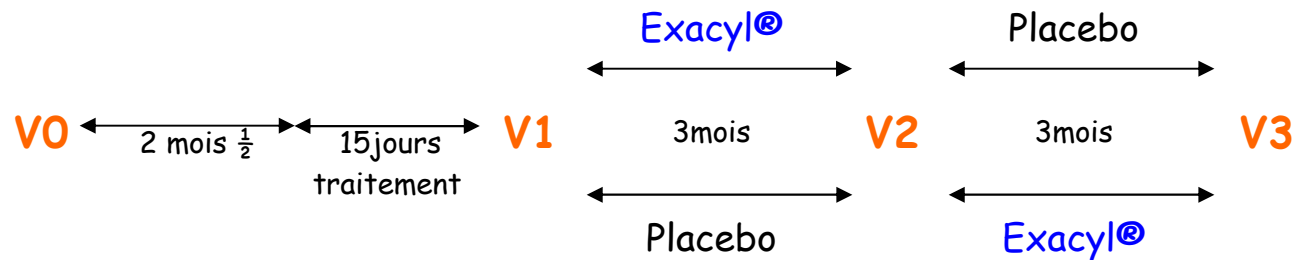 Exacyl® Placebo
V0 2 mois ½ 15jours V1 3mois V2 3mois V3
traitement
Placebo Exacyl®